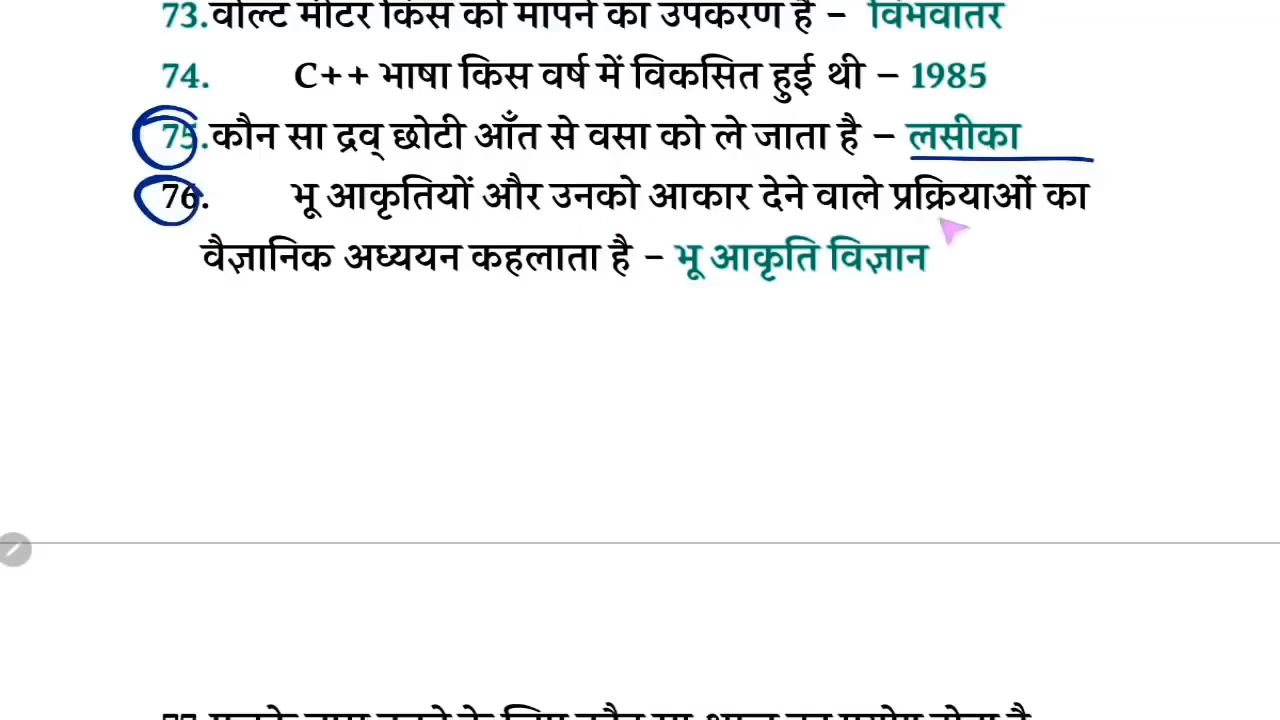 73.वोल्ट मीटर किस को मापने का उपकरण है – विभवांतर
74. C++ भाषा किस वर्ष में विकसित हुई थी – 1985
75.कौन सा द्रव् छोटी आँत से वसा को ले जाता है – लसीका
76. भू आकृतियों और उनको आकार देने वाले प्रक्रियाओं का
वैज्ञानिक अध्ययन कहलाता है – भू आकृति विज्ञान